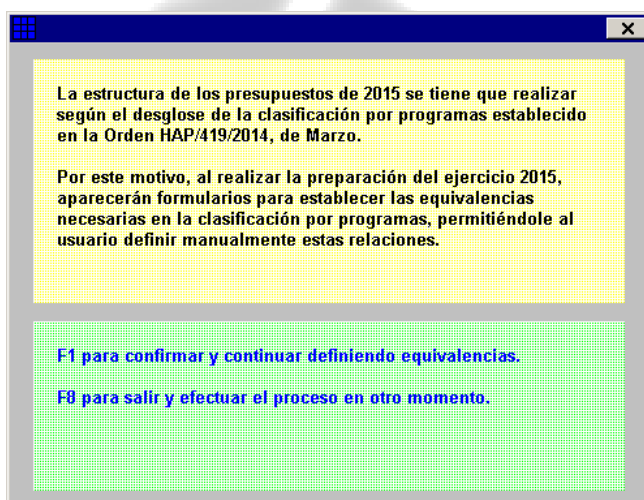 La estructura de los presupuestos de 2015 se tiene que realizar
según el desglose de la clasificación por programas establecido
en la Orden HAP/419/2014, de Marzo.
Por este motivo, al realizar la preparación del ejercicio 2015,
aparecerán formularios para establecer las equivalencias
necesarias en la clasificación por programas, permitiéndole al
usuario definir manualmente estas relaciones.
F1 para confirmar y continuar definiendo equivalencias.
F8 para salir y efectuar el proceso en otro momento.